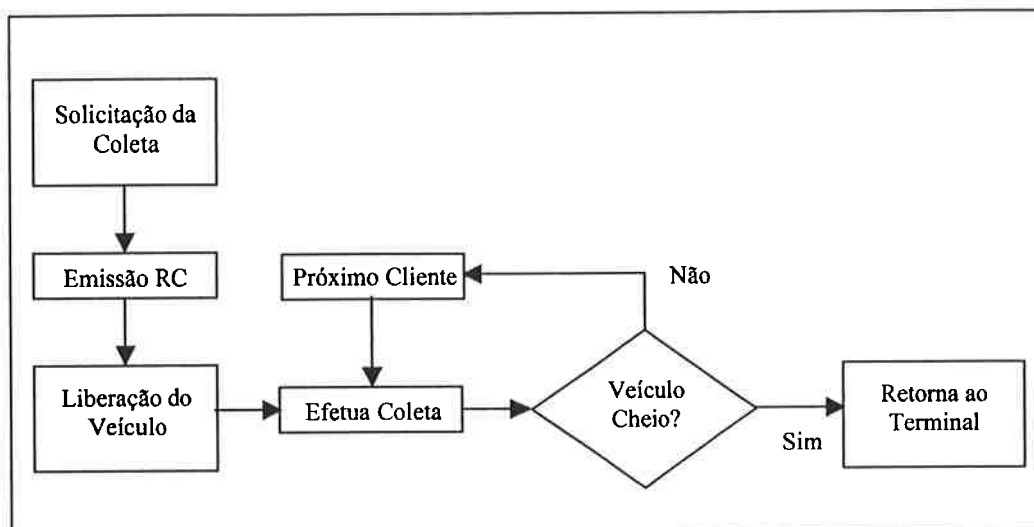 Solicitação da
Coleta
Emissão RC
Liberação do
Veículo
Próximo Cliente
Efetua Coleta
Não
Veículo
Cheio?
Sim
Retorna ao
Terminal